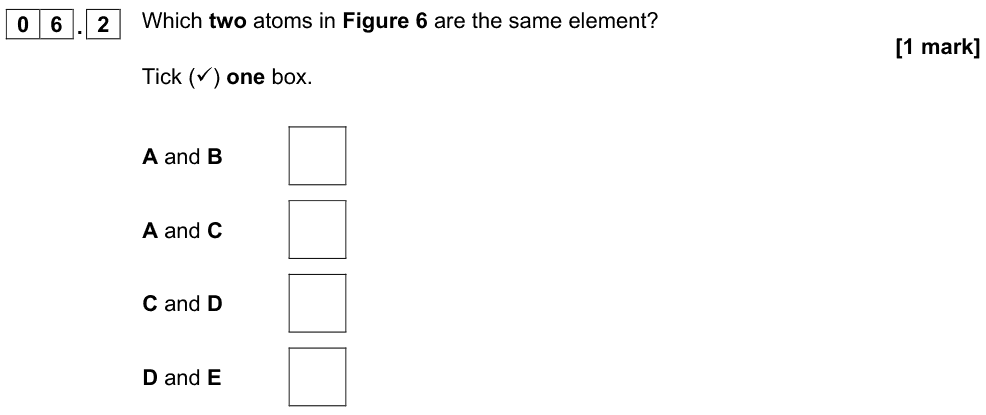 0 6 . 2 Which two atoms in Figure 6 are the same element?
[1 mark]
Tick (✓) one box.
A and B
A and C
C and D
D and E